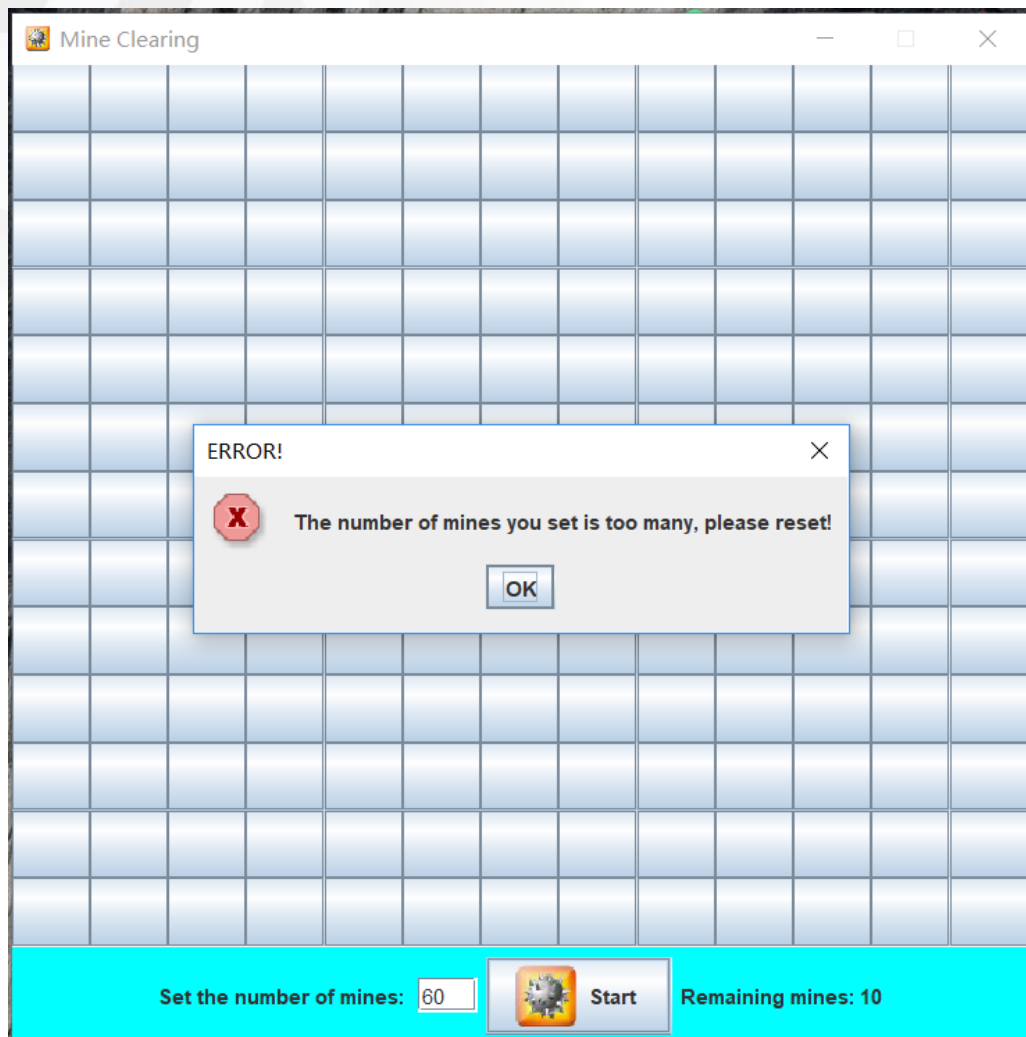 Mine Clearing
ERROR!
The number of mines you set is too many, please reset!
OK
Set the number of mines: 60 Start Remaining mines: 10